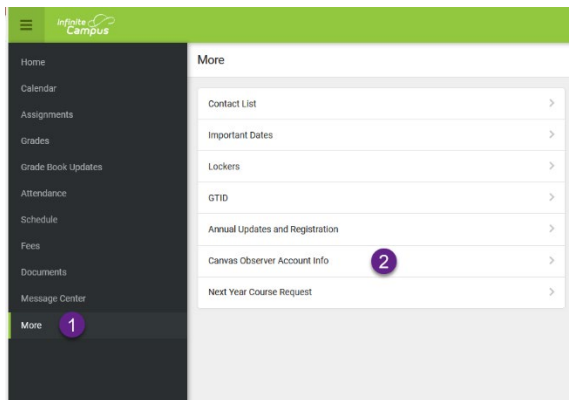 Infinite
Campus
Home
Calendar
Assignments
Grades
Grade Book Updates
Attendance
Schedule
Fees
Documents
Message Center
More
1
More
Contact List
Important Dates
Lockers
GTID
Annual Updates and Registration
Canvas Observer Account Info
2
Next Year Course Request